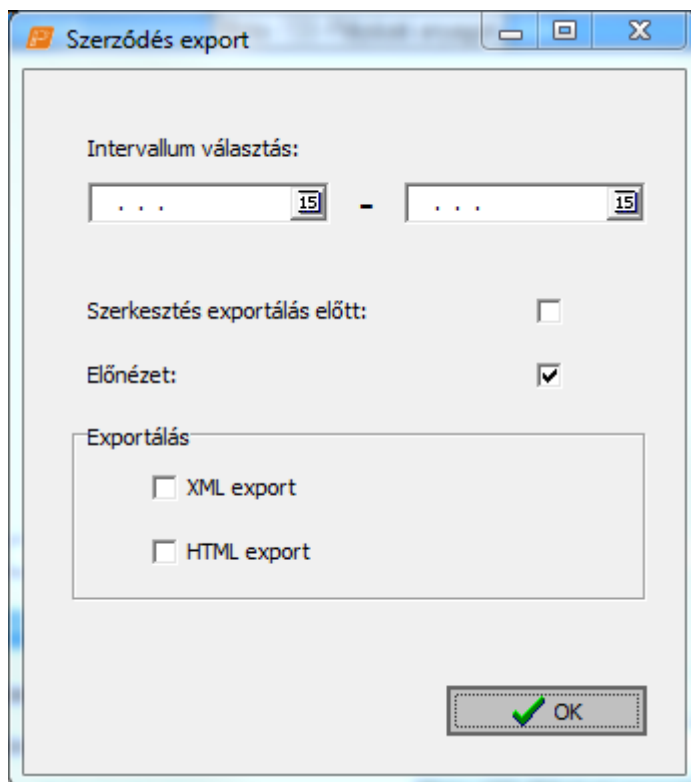 Szerződés export
Intervallum választás:
. . . 15 - . . . 15
Szerkesztés exportálás előtt:
Előnézet:
Exportálás
XML export
HTML export
OK